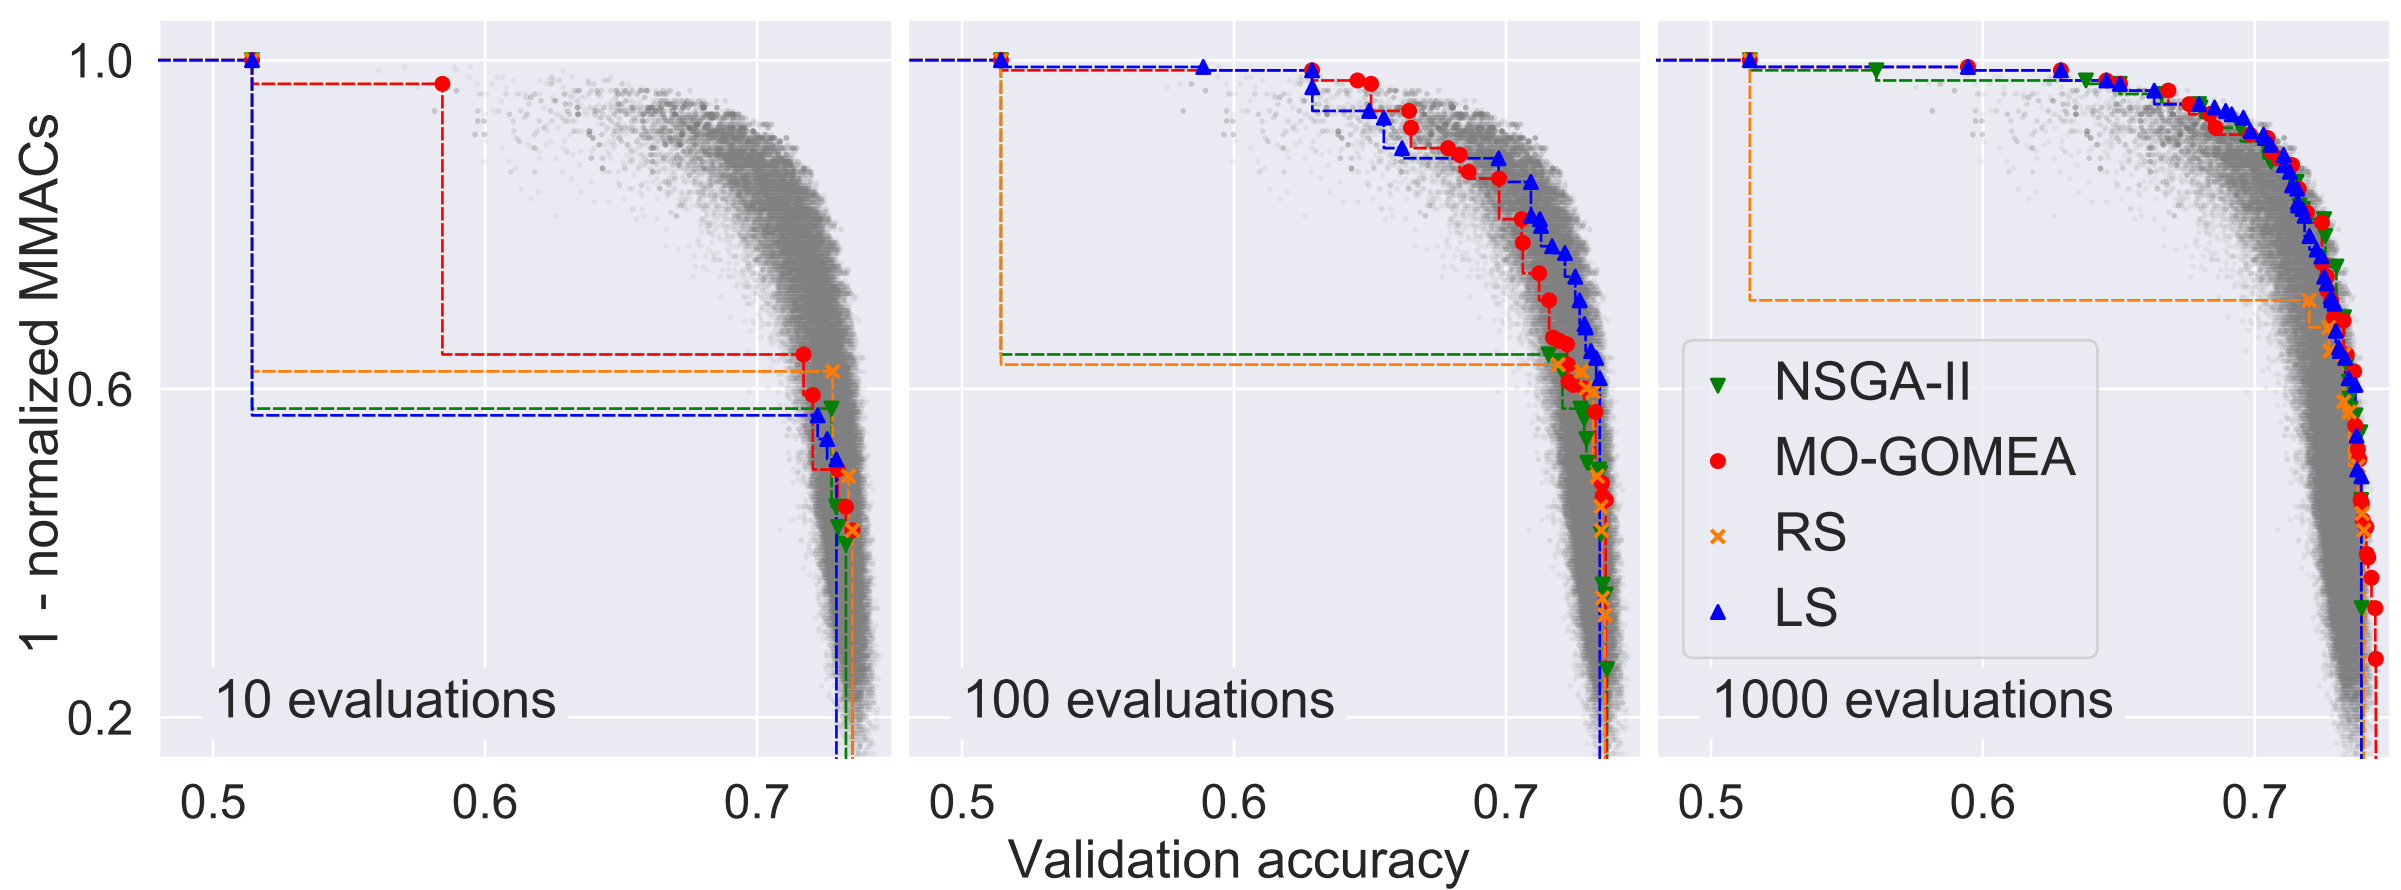 1 - normalized MMACs
1.0
0.6
0.2
10 evaluations
100 evaluations
1000 evaluations
NSGA-II
MO-GOMEA
RS
LS
0.5 0.6 0.7 0.5 0.6 0.7 0.5 0.6 0.7
Validation accuracy